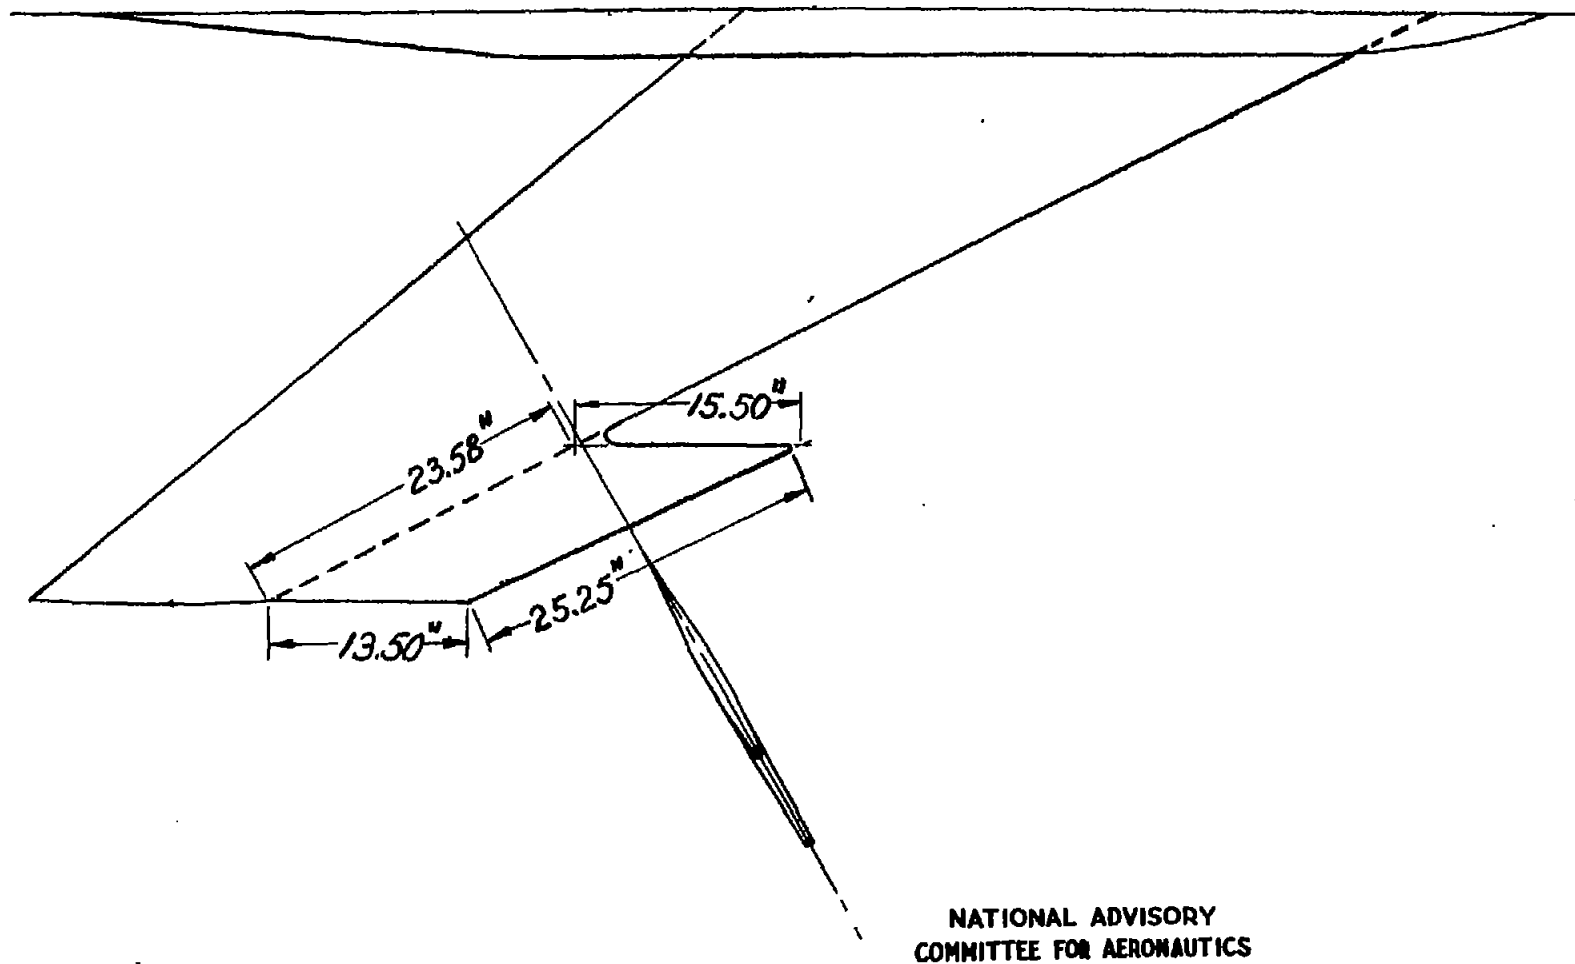 15.50"
23.58"
25.25"
13.50"
NATIONAL ADVISORY
COMMITTEE FOR AERONAUTICS